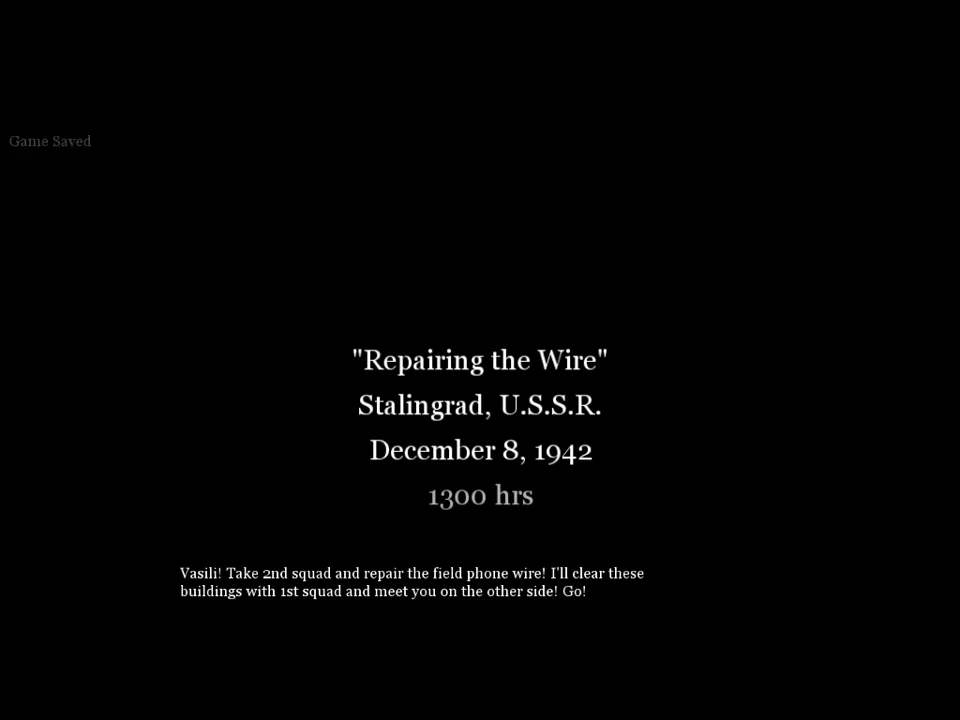 Game Saved
"Repairing the Wire"
Stalingrad, U.S.S.R.
December 8, 1942
1300 hrs
Vasili! Take 2nd squad and repair the field phone wire! I'll clear these
buildings with 1st squad and meet you on the other side! Go!